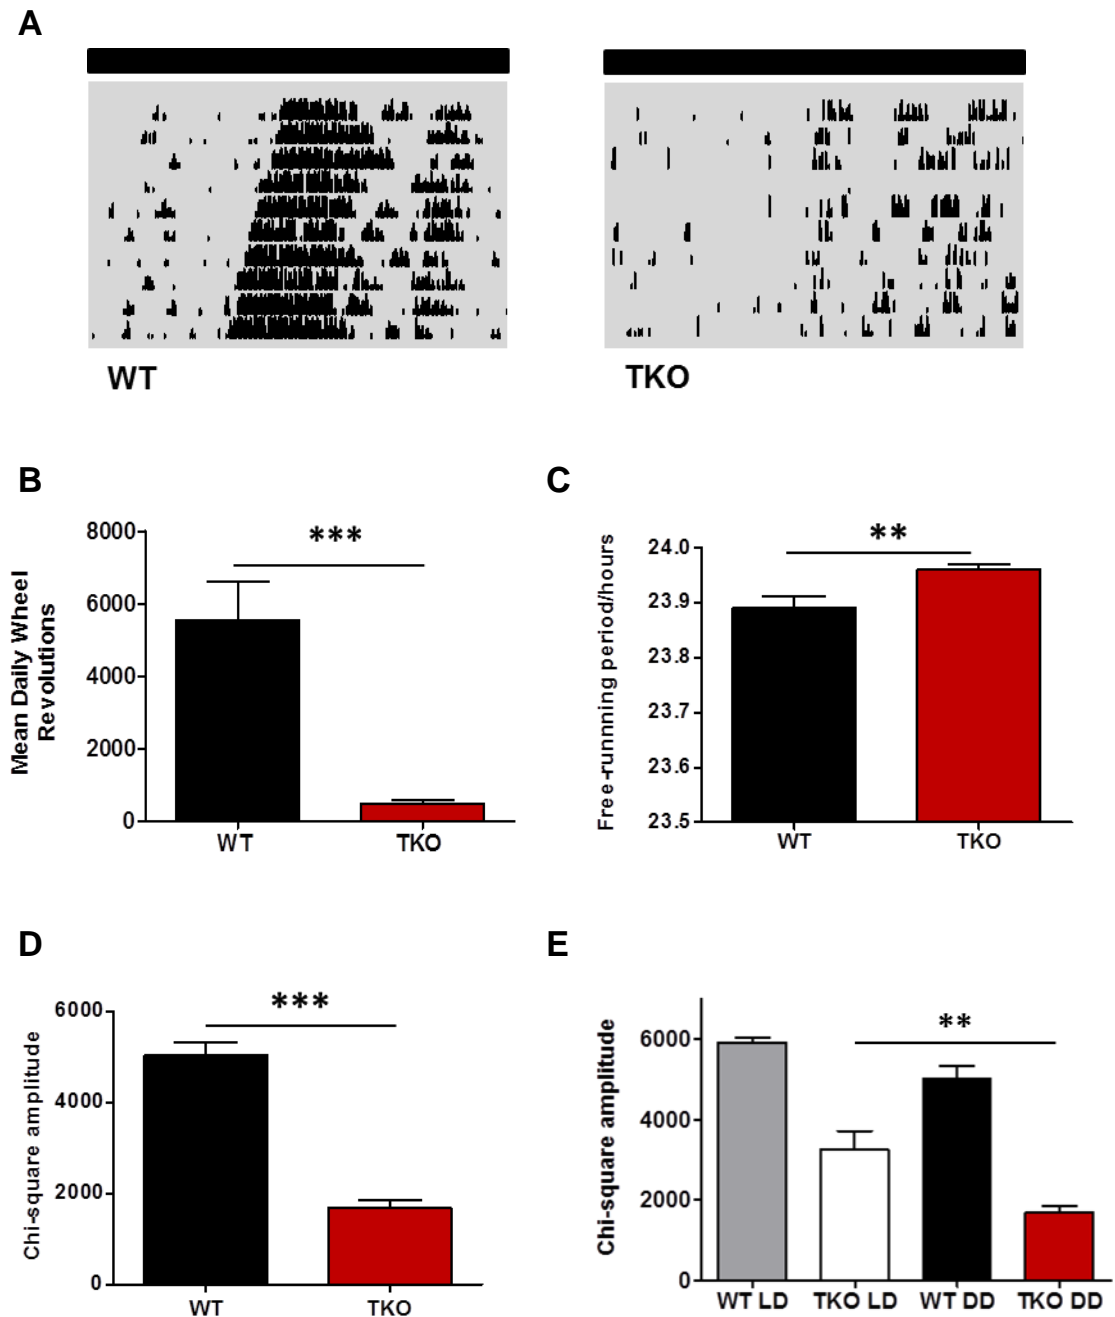 A
WT
TKO
B
***
8000
6000
4000
2000
0
Mean Daily Wheel
Revolutions
WT
TKO
C
**
24.0
23.9
23.8
23.7
23.6
23.5
Free-runnning period/hours
WT
TKO
D
***
6000
4000
2000
0
Chi-square amplitude
WT
TKO
E
**
6000
4000
2000
0
Chi-square amplitude
WT LD
TKO LD
WT DD
TKO DD